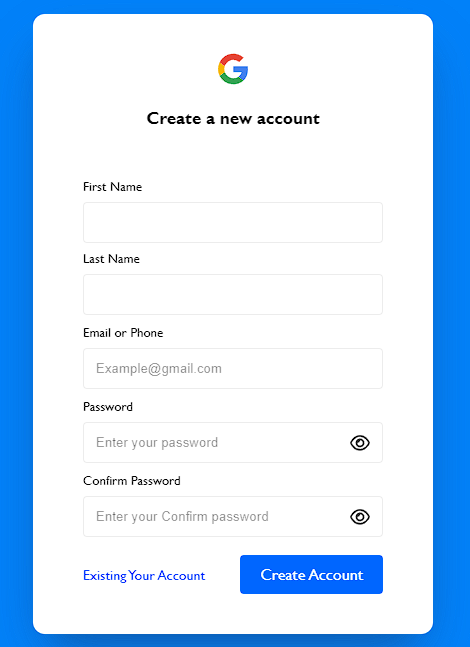 Create a new account
First Name
Last Name
Email or Phone
Example@gmail.com
Password
Enter your password
Confirm Password
Enter your Confirm password
Existing Your Account
Create Account